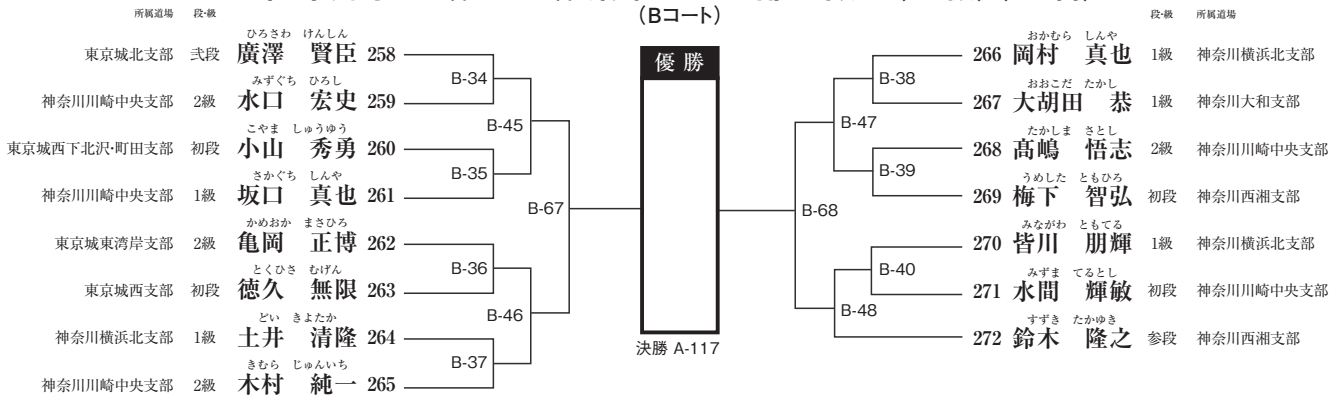 (Bコート)
所属道場 段・級
段・級 所属道場
優勝
決勝 A-117
ひろさわ けんしん
東京城北支部 弐段 廣澤 賢臣 258
みずぐち ひろし
神奈川川崎中央支部 2級 水口 宏史 259
こやま しゅうゆう
東京城西下北沢・町田支部 初段 小山 秀勇 260
さかぐち しんや
神奈川川崎中央支部 1級 坂口 真也 261
かめおか まさひろ
東京城東湾岸支部 2級 亀岡 正博 262
とくひさ むげん
東京城西支部 初段 徳久 無限 263
どい きよたか
神奈川横浜北支部 1級 土井 清隆 264
きむら じゅんいち
神奈川川崎中央支部 2級 木村 純一 265
B-34
B-45
B-35
B-67
B-36
B-46
B-37
おかむら しんや
266 岡村 真也 1級 神奈川横浜北支部
おおこだ たかし
267 大胡田 恭 1級 神奈川大和支部
たかしま さとし
268 髙嶋 悟志 2級 神奈川川崎中央支部
うめした ともひろ
269 梅下 智弘 初段 神奈川西湘支部
みながわ ともてる
270 皆川 朋輝 1級 神奈川横浜北支部
みずま てるとし
271 水間 輝敏 初段 神奈川川崎中央支部
すずき たかゆき
272 鈴木 隆之 参段 神奈川西湘支部
B-38
B-47
B-39
B-68
B-40
B-48